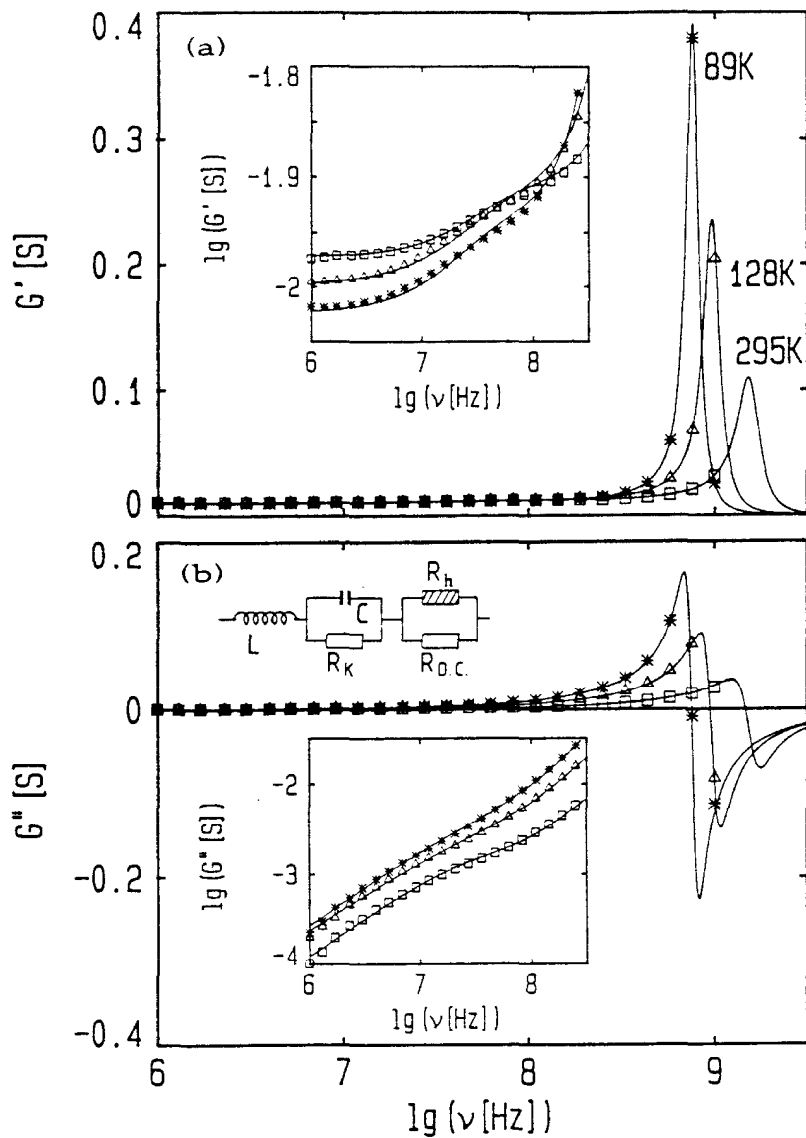 (a)
0.4
0.3
0.2
0.1
0
G' [S]
89K
128K
295K
-1.8
-1.9
-2
lg (G' [S])
6 7 8
lg (ν [Hz])
(b)
0.2
0
-0.2
-0.4
G" [S]
L
C
R_K
R_h
R_D.C.
-2
-3
-4
lg (G" [S])
6 7 8
lg (ν [Hz])
6 7 8 9
lg (ν [Hz])